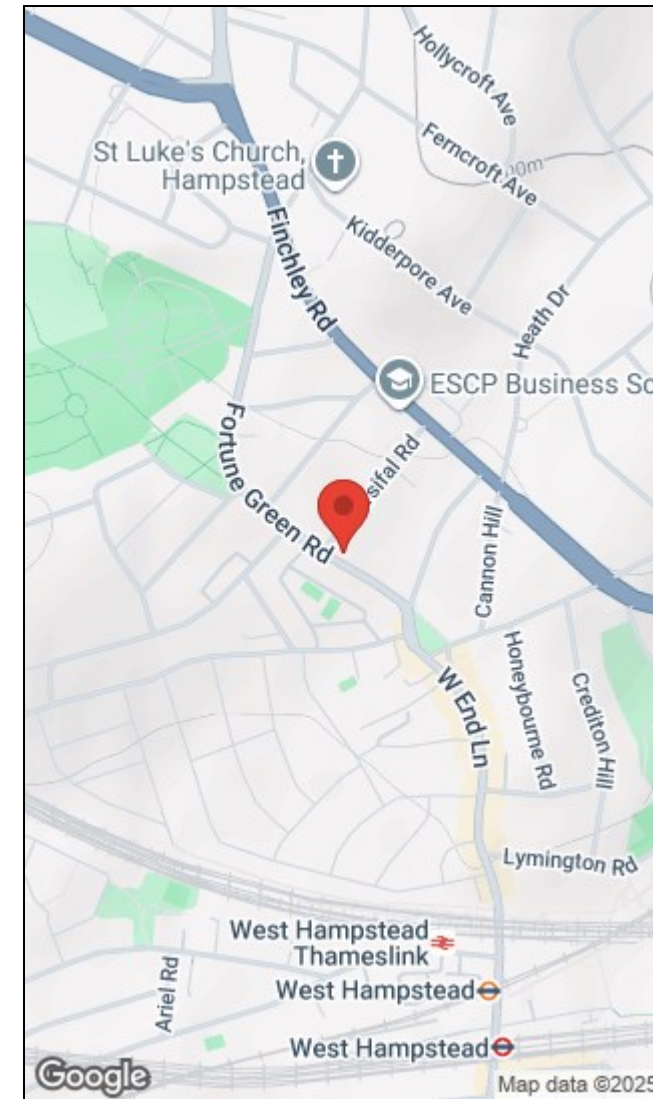 Hollycroft Ave
St Luke's Church,
Hampstead
Ferncroft Ave
Kidderpore Ave
Finchley Rd
Heath Dr
ESCP Business Sc
sifal Rd
Fortune Green Rd
Cannon Hill
W End Ln
Honeybourne Rd
Crediton Hill
Lymington Rd
West Hampstead
Thameslink
West Hampstead
Ariel Rd
West Hampstead
Google
Map data ©2025